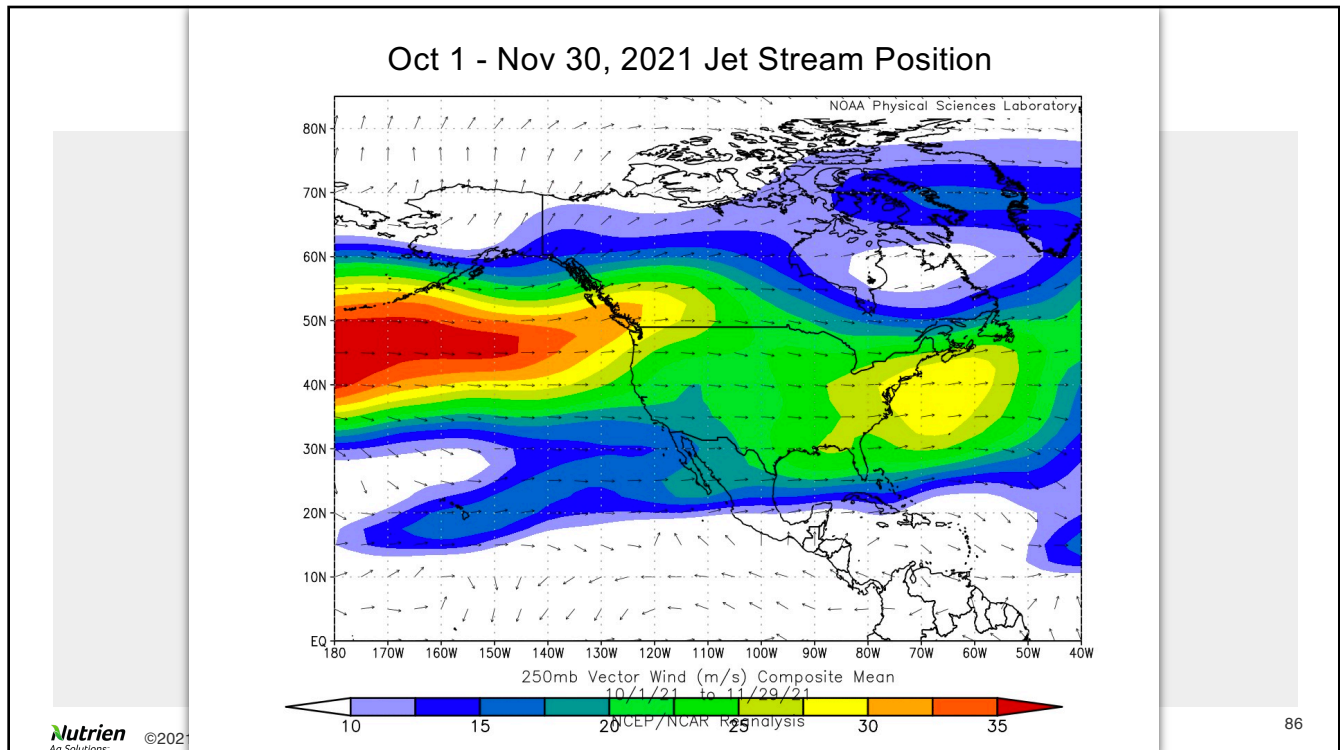 Oct 1 - Nov 30, 2021 Jet Stream Position
NOAA Physical Sciences Laboratory
80N
70N
60N
50N
40N
30N
20N
10N
EQ
180 170W 160W 150W 140W 130W 120W 110W 100W 90W 80W 70W 60W 50W 40W
250mb Vector Wind (m/s) Composite Mean
10/1/21 to 11/29/21
NCEP/NCAR Reanalysis
10 15 20 25 30 35
Nutrien
Ag Solutions
©2021
86